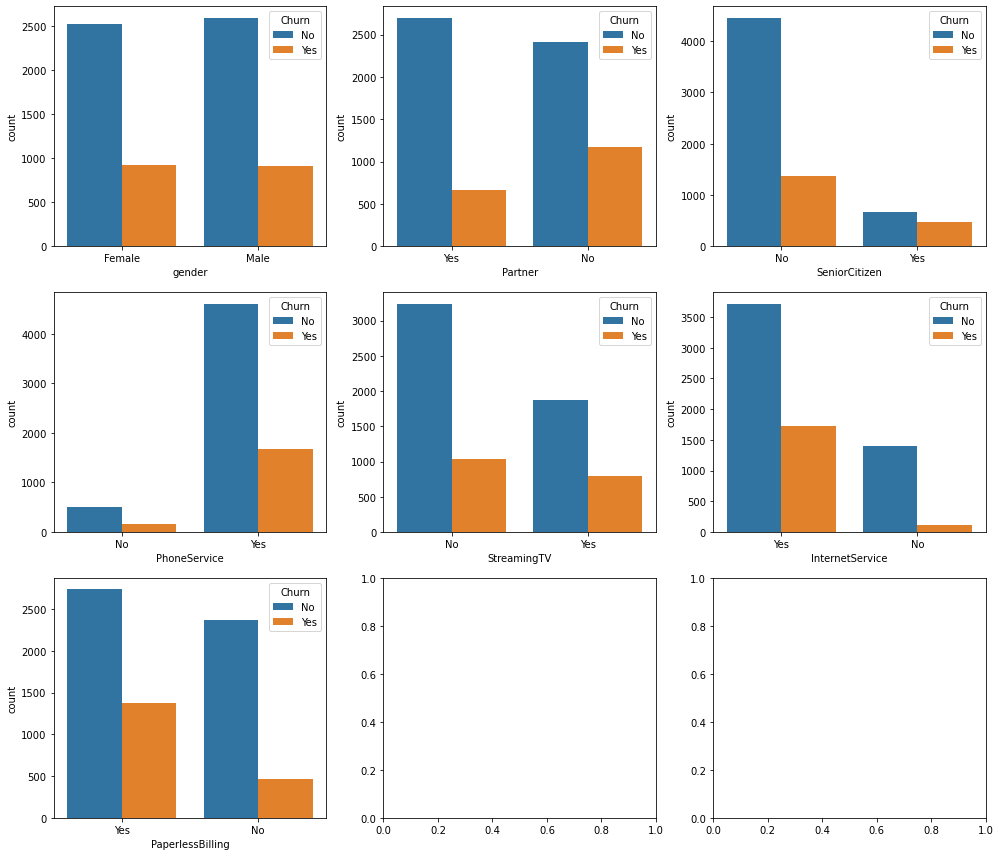 Churn
No
Yes
2500
2000
1500
1000
500
0
count
Female Male
gender
Churn
No
Yes
2500
2000
1500
1000
500
0
count
Yes No
Partner
Churn
No
Yes
4000
3000
2000
1000
0
count
No Yes
SeniorCitizen
Churn
No
Yes
4000
3000
2000
1000
0
count
No Yes
PhoneService
Churn
No
Yes
3000
2500
2000
1500
1000
500
0
count
No Yes
StreamingTV
Churn
No
Yes
3500
3000
2500
2000
1500
1000
500
0
count
Yes No
InternetService
Churn
No
Yes
2500
2000
1500
1000
500
0
count
Yes No
PaperlessBilling
1.0
0.8
0.6
0.4
0.2
0.0
0.0 0.2 0.4 0.6 0.8 1.0
1.0
0.8
0.6
0.4
0.2
0.0
0.0 0.2 0.4 0.6 0.8 1.0